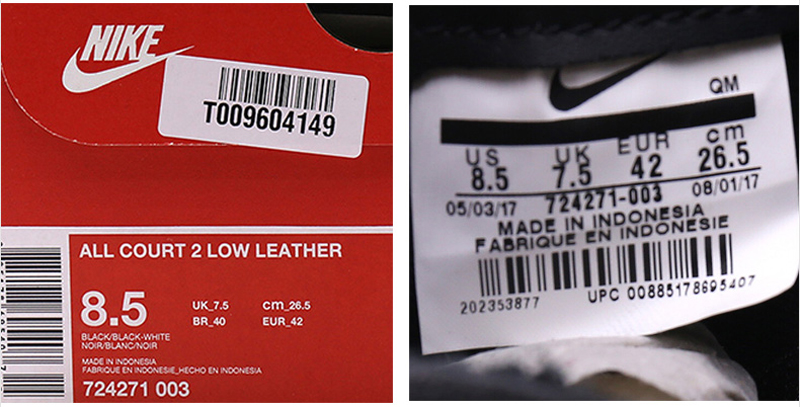 NIKE
T009604149
ALL COURT 2 LOW LEATHER
8.5
UK_7.5 cm_26.5
BR_40 EUR_42
BLACK/BLACK-WHITE
NOIR/BLANC/NOIR
MADE IN INDONESIA
FABRIQUE EN INDONESIE_HECHO EN INDONESIA
724271 003
QM
US UK EUR cm
8.5 7.5 42 26.5
05/03/17 724271-003 08/01/17
MADE IN INDONESIA
FABRIQUE EN INDONESIE
202353877 UPC 00885178695407